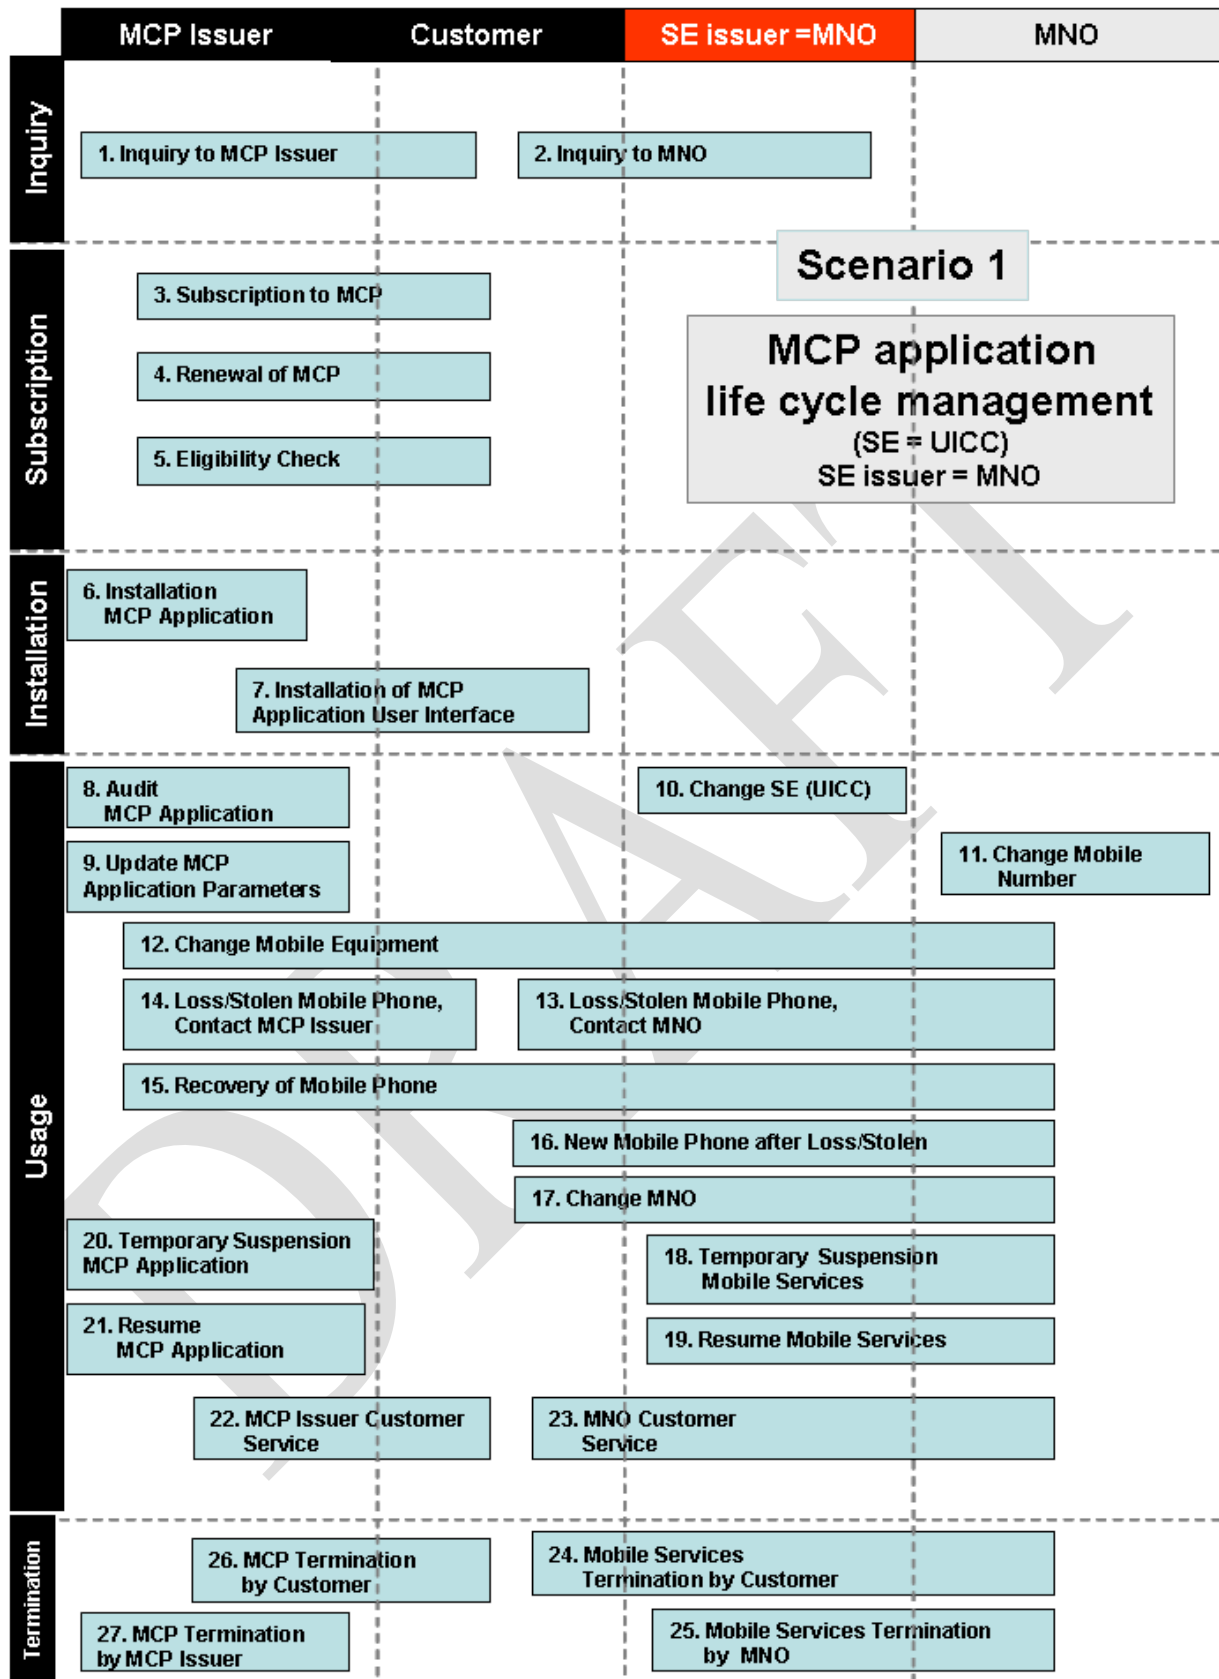 MCP Issuer
Customer
SE issuer =MNO
MNO
Inquiry
1. Inquiry to MCP Issuer
2. Inquiry to MNO
Scenario 1
MCP application
life cycle management
(SE = UICC)
SE issuer = MNO
Subscription
3. Subscription to MCP
4. Renewal of MCP
5. Eligibility Check
Installation
6. Installation
MCP Application
7. Installation of MCP
Application User Interface
Usage
8. Audit
MCP Application
10. Change SE (UICC)
9. Update MCP
Application Parameters
11. Change Mobile
Number
12. Change Mobile Equipment
14. Loss/Stolen Mobile Phone,
Contact MCP Issuer
13. Loss/Stolen Mobile Phone,
Contact MNO
15. Recovery of Mobile Phone
16. New Mobile Phone after Loss/Stolen
17. Change MNO
20. Temporary Suspension
MCP Application
18. Temporary Suspension
Mobile Services
21. Resume
MCP Application
19. Resume Mobile Services
22. MCP Issuer Customer
Service
23. MNO Customer
Service
Termination
26. MCP Termination
by Customer
24. Mobile Services
Termination by Customer
27. MCP Termination
by MCP Issuer
25. Mobile Services Termination
by MNO
DRAFT